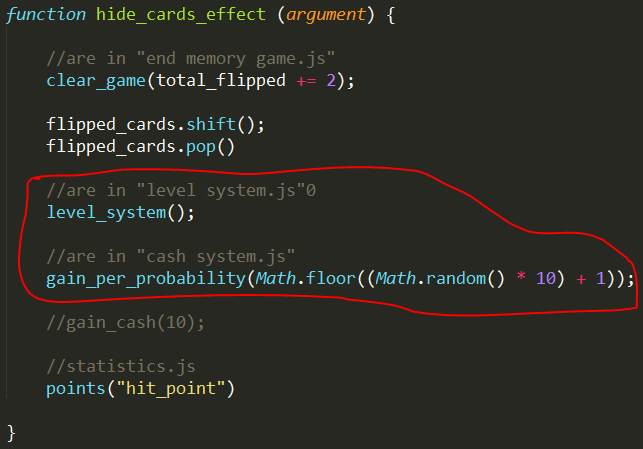 function hide_cards_effect (argument) {
//are in "end memory game.js"
clear_game(total_flipped += 2);
flipped_cards.shift();
flipped_cards.pop()
//are in "level system.js"0
level_system();
//are in "cash system.js"
gain_per_probability(Math.floor((Math.random() * 10) + 1));
//gain_cash(10);
//statistics.js
points("hit_point")
}